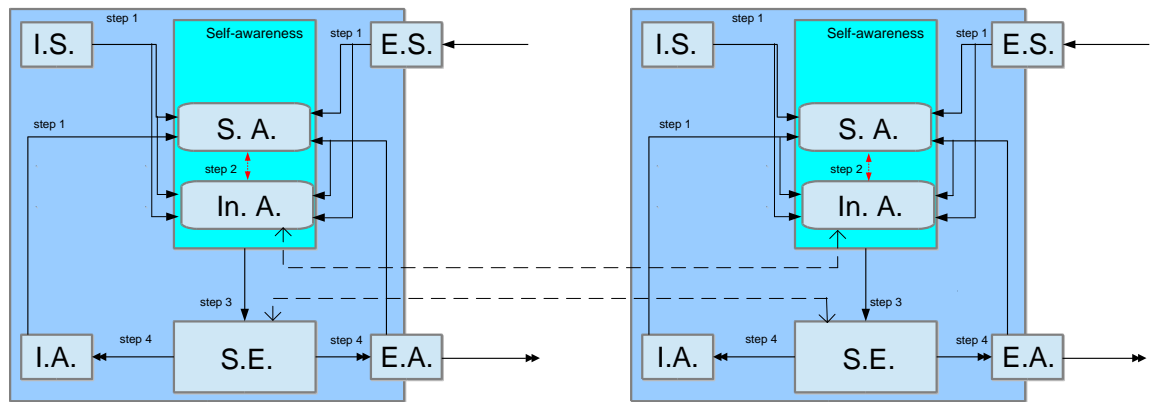 step 1
I.S.
Self-awareness
step 1
E.S.
S. A.
step 1
step 2
In. A.
step 3
I.A.
step 4
S.E.
step 4
E.A.
step 1
I.S.
Self-awareness
step 1
E.S.
S. A.
step 1
step 2
In. A.
step 3
I.A.
step 4
S.E.
step 4
E.A.